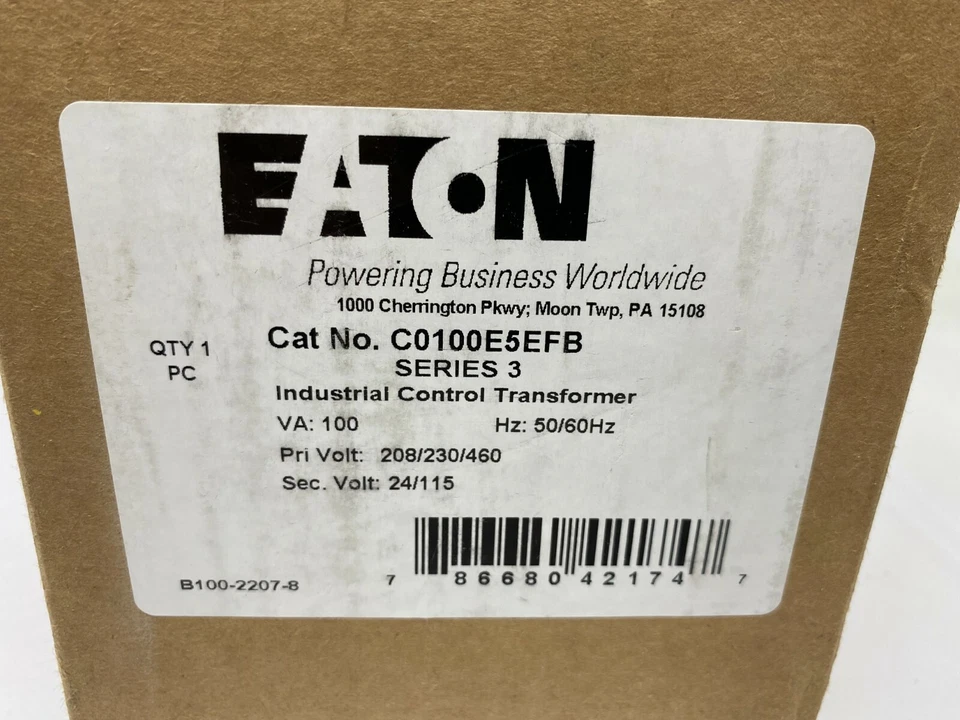 EATON
Powering Business Worldwide
1000 Cherrington Pkwy; Moon Twp, PA 15108
QTY 1
PC
Cat No. C0100E5EFB
SERIES 3
Industrial Control Transformer
VA: 100 Hz: 50/60Hz
Pri Volt: 208/230/460
Sec. Volt: 24/115
B100-2207-8
7 86680 42174 7